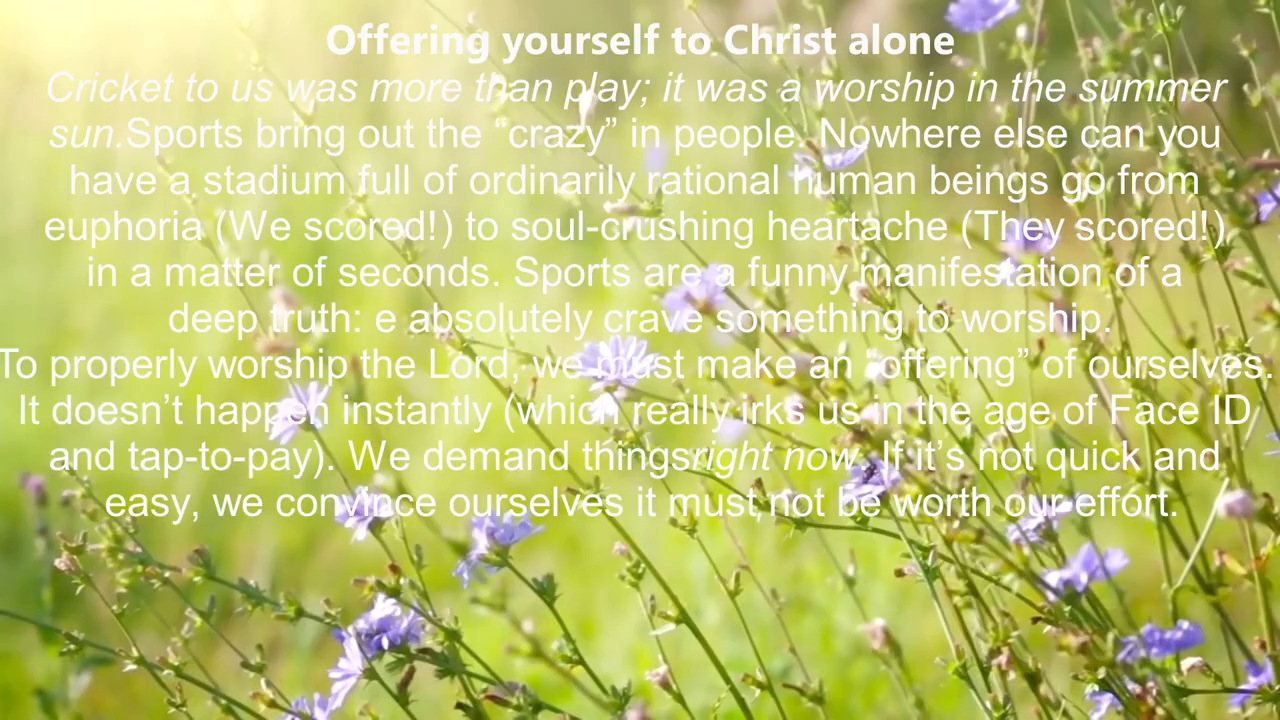 Offering yourself to Christ alone
Cricket to us was more than play; it was a worship in the summer
sun.Sports bring out the “crazy” in people. Nowhere else can you
have a stadium full of ordinarily rational human beings go from
euphoria (We scored!) to soul-crushing heartache (They scored!)
in a matter of seconds. Sports are a funny manifestation of a
deep truth: e absolutely crave something to worship.
To properly worship the Lord, we must make an “offering” of ourselves.
It doesn’t happen instantly (which really irks us in the age of Face ID
and tap-to-pay). We demand thingsright now. If it’s not quick and
easy, we convince ourselves it must not be worth our effort.